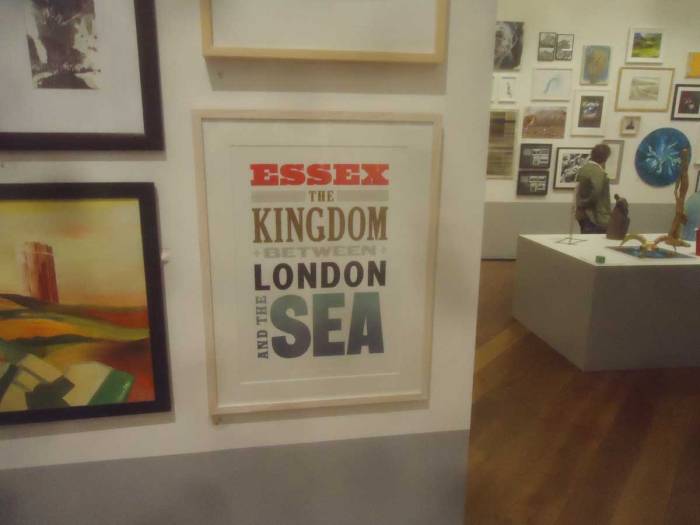 ESSEX
THE
KINGDOM
BETWEEN
LONDON
AND THE
SEA